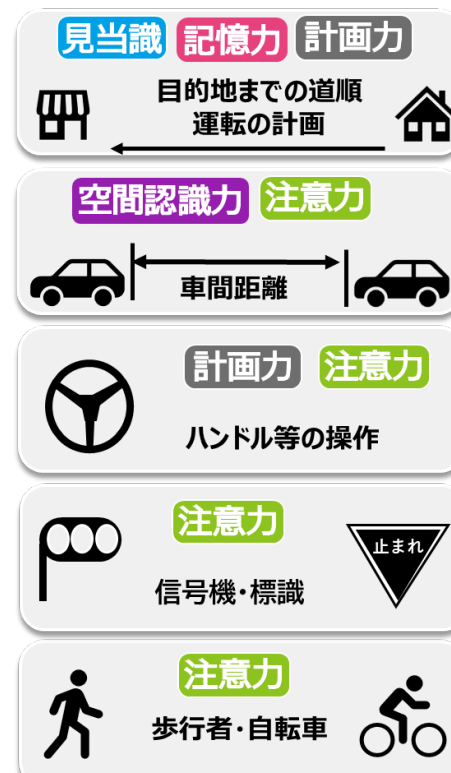 見当識 記憶力 計画力
目的地までの道順
運転の計画
空間認識力 注意力
車間距離
計画力 注意力
ハンドル等の操作
注意力
止まれ
信号機・標識
注意力
歩行者・自転車